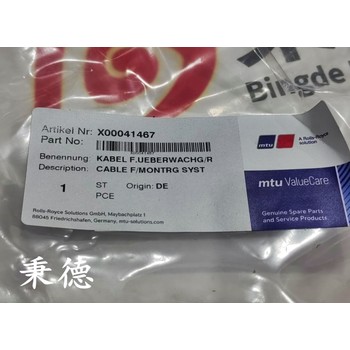 Bingde
Artikel Nr: X00041467
Part No:
Benennung KABEL F.UEBERWACHG/R
Description: CABLE F/MONTRG SYST
1 ST Origin: DE
PCE
Rolls-Royce Solutions GmbH, Maybachplatz 1
88045 Friedrichshafen, Germany, mtu-solutions.com
mtu
A Rolls-Royce
solution
mtu ValueCare
Genuine Spare Parts
and Service Products
秉德